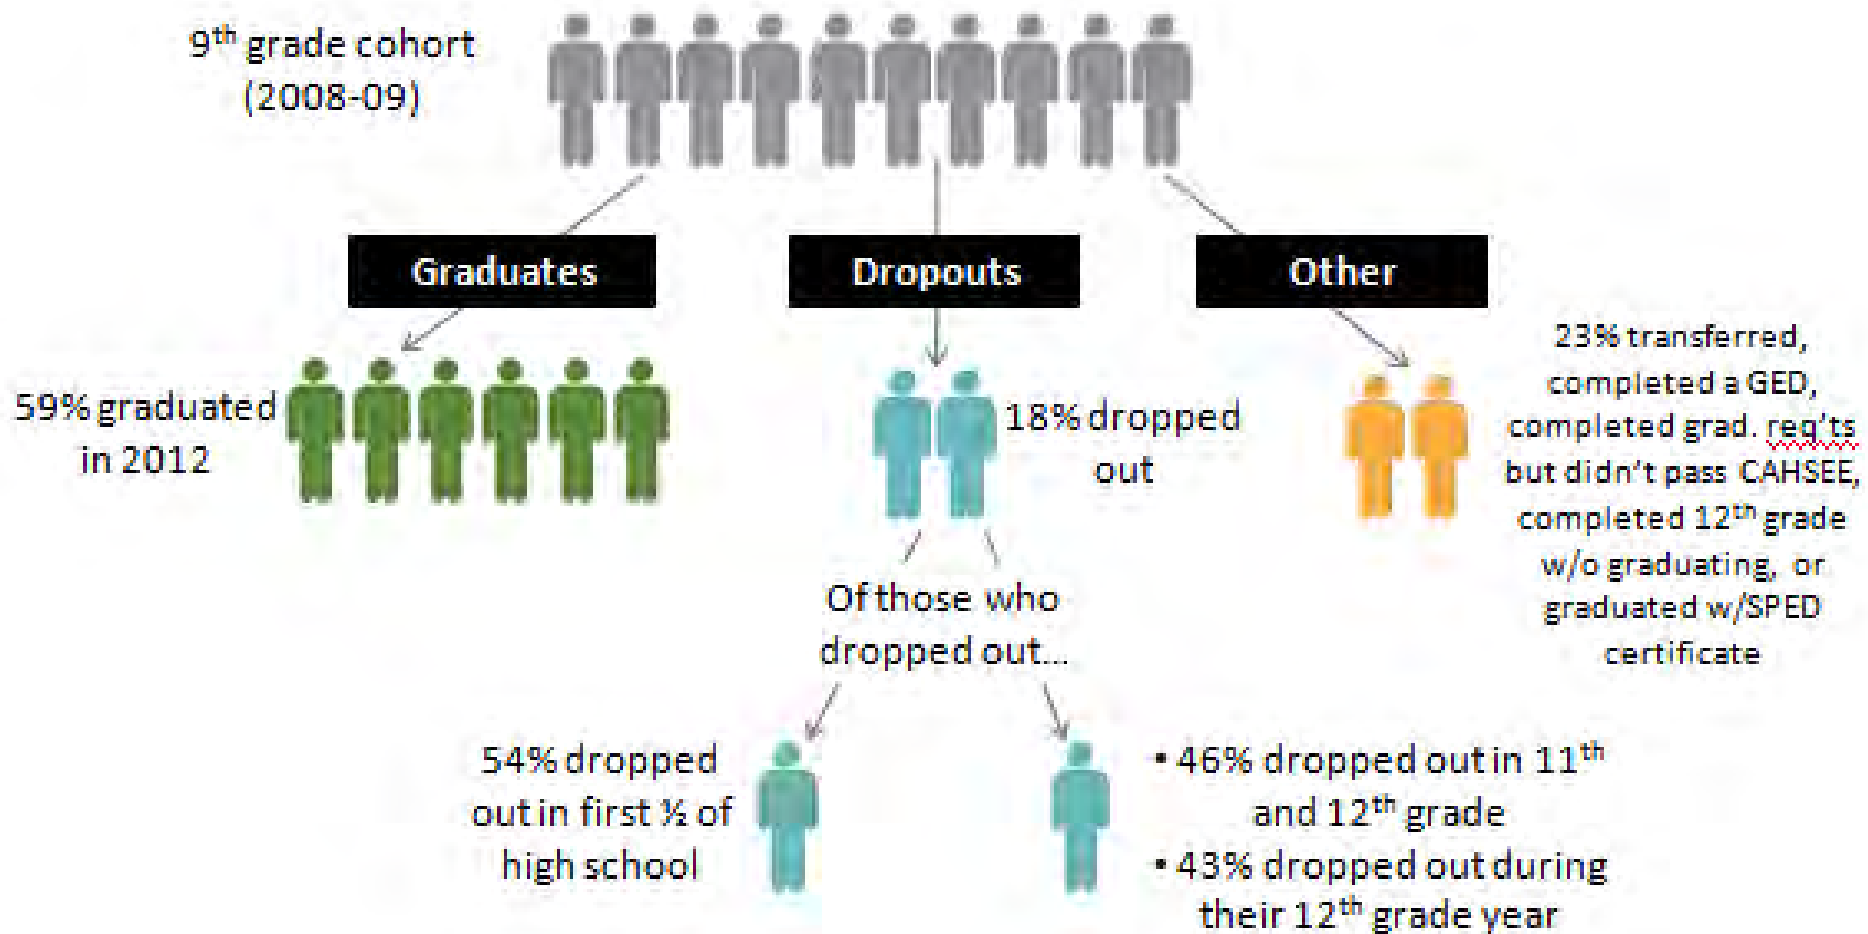 9th grade cohort
(2008-09)
Graduates
Dropouts
Other
59% graduated
in 2012
18% dropped
out
23% transferred,
completed a GED,
completed grad. req'ts
but didn't pass CAHSEE,
completed 12th grade
w/o graduating, or
graduated w/SPED
certificate
Of those who
dropped out...
54% dropped
out in first ½ of
high school
• 46% dropped out in 11th
and 12th grade
• 43% dropped out during
their 12th grade year